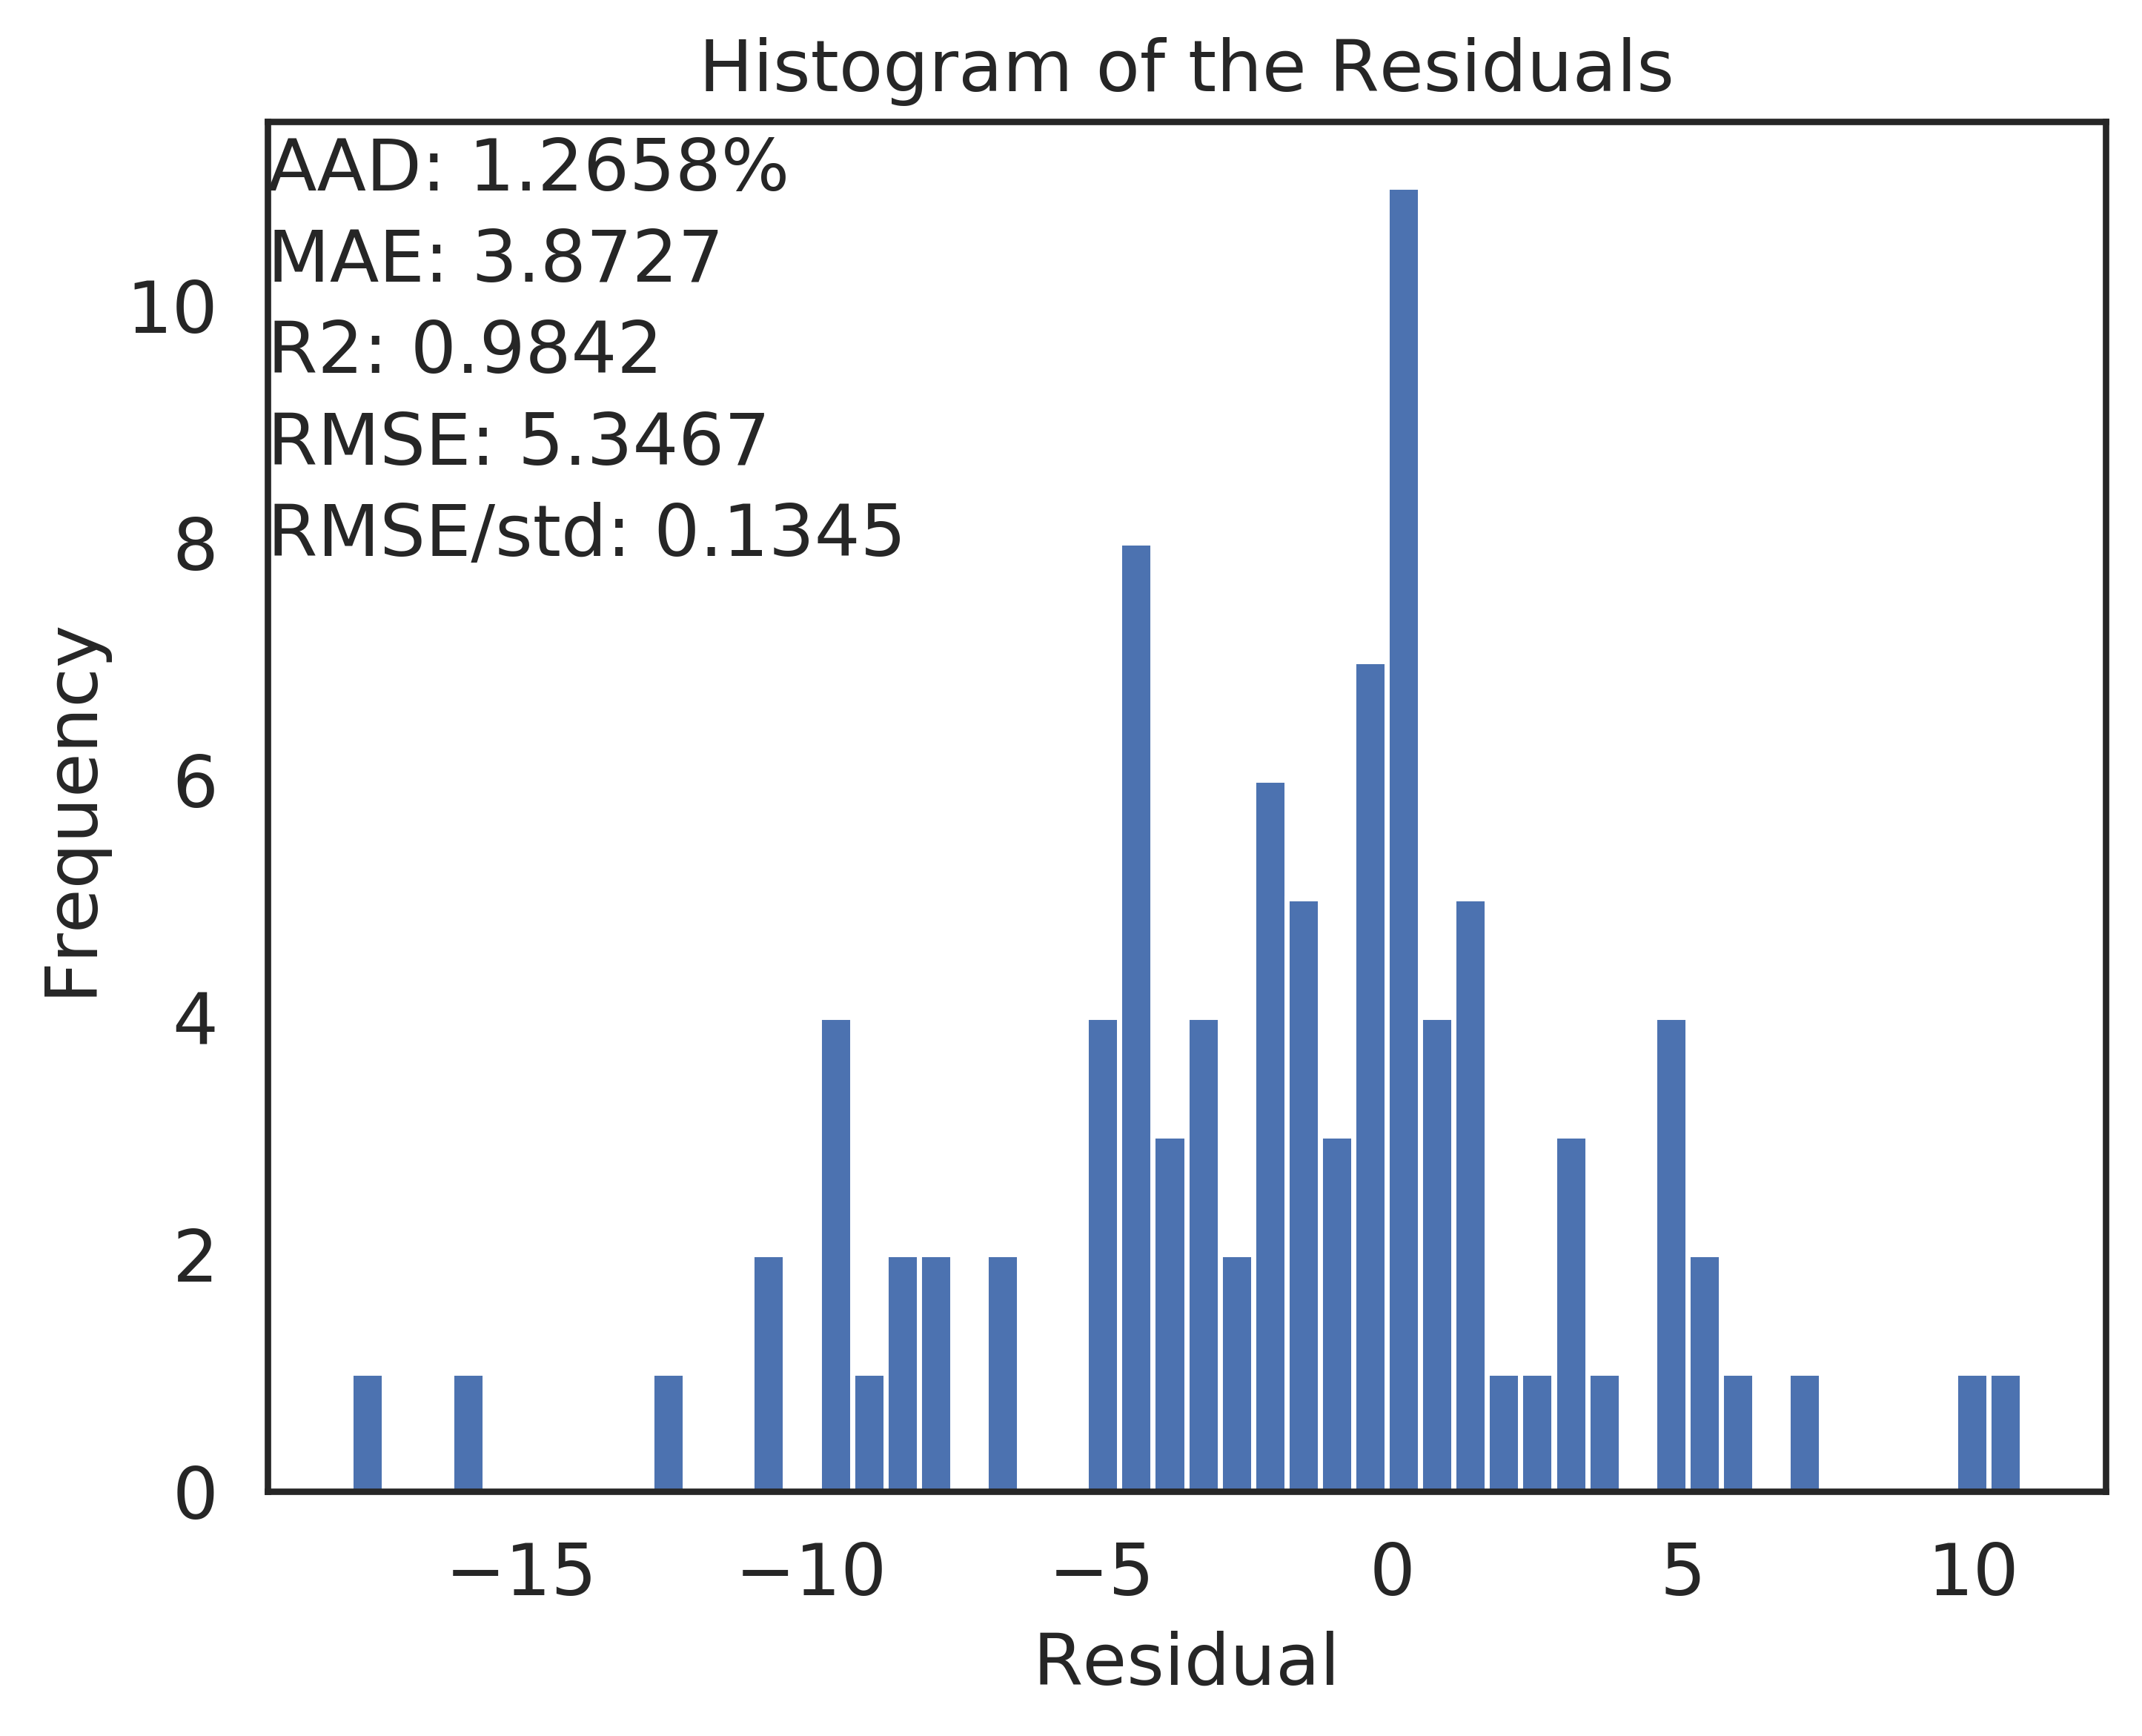 Histogram of the Residuals
AAD: 1.2658%
MAE: 3.8727
R2: 0.9842
RMSE: 5.3467
RMSE/std: 0.1345
Frequency
10
8
6
4
2
0
−15 −10 −5 0 5 10
Residual